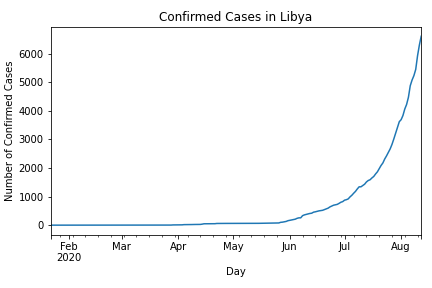 Confirmed Cases in Libya
Number of Confirmed Cases
6000
5000
4000
3000
2000
1000
0
Feb Mar Apr May Jun Jul Aug
2020
Day